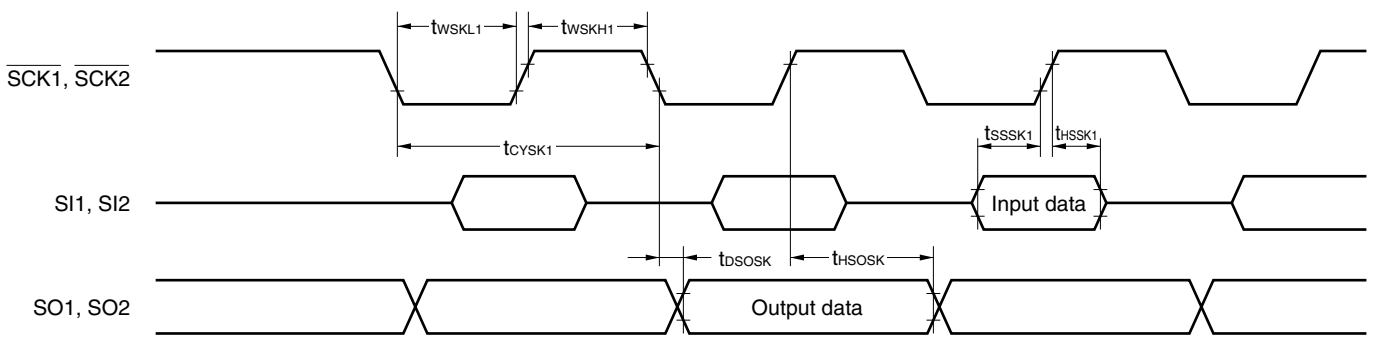 tWSKL1 tWSKH1
SCK1, SCK2
tCYSK1
tSSSK1 tHSSK1
SI1, SI2
Input data
tDSOSK tHSOSK
SO1, SO2
Output data